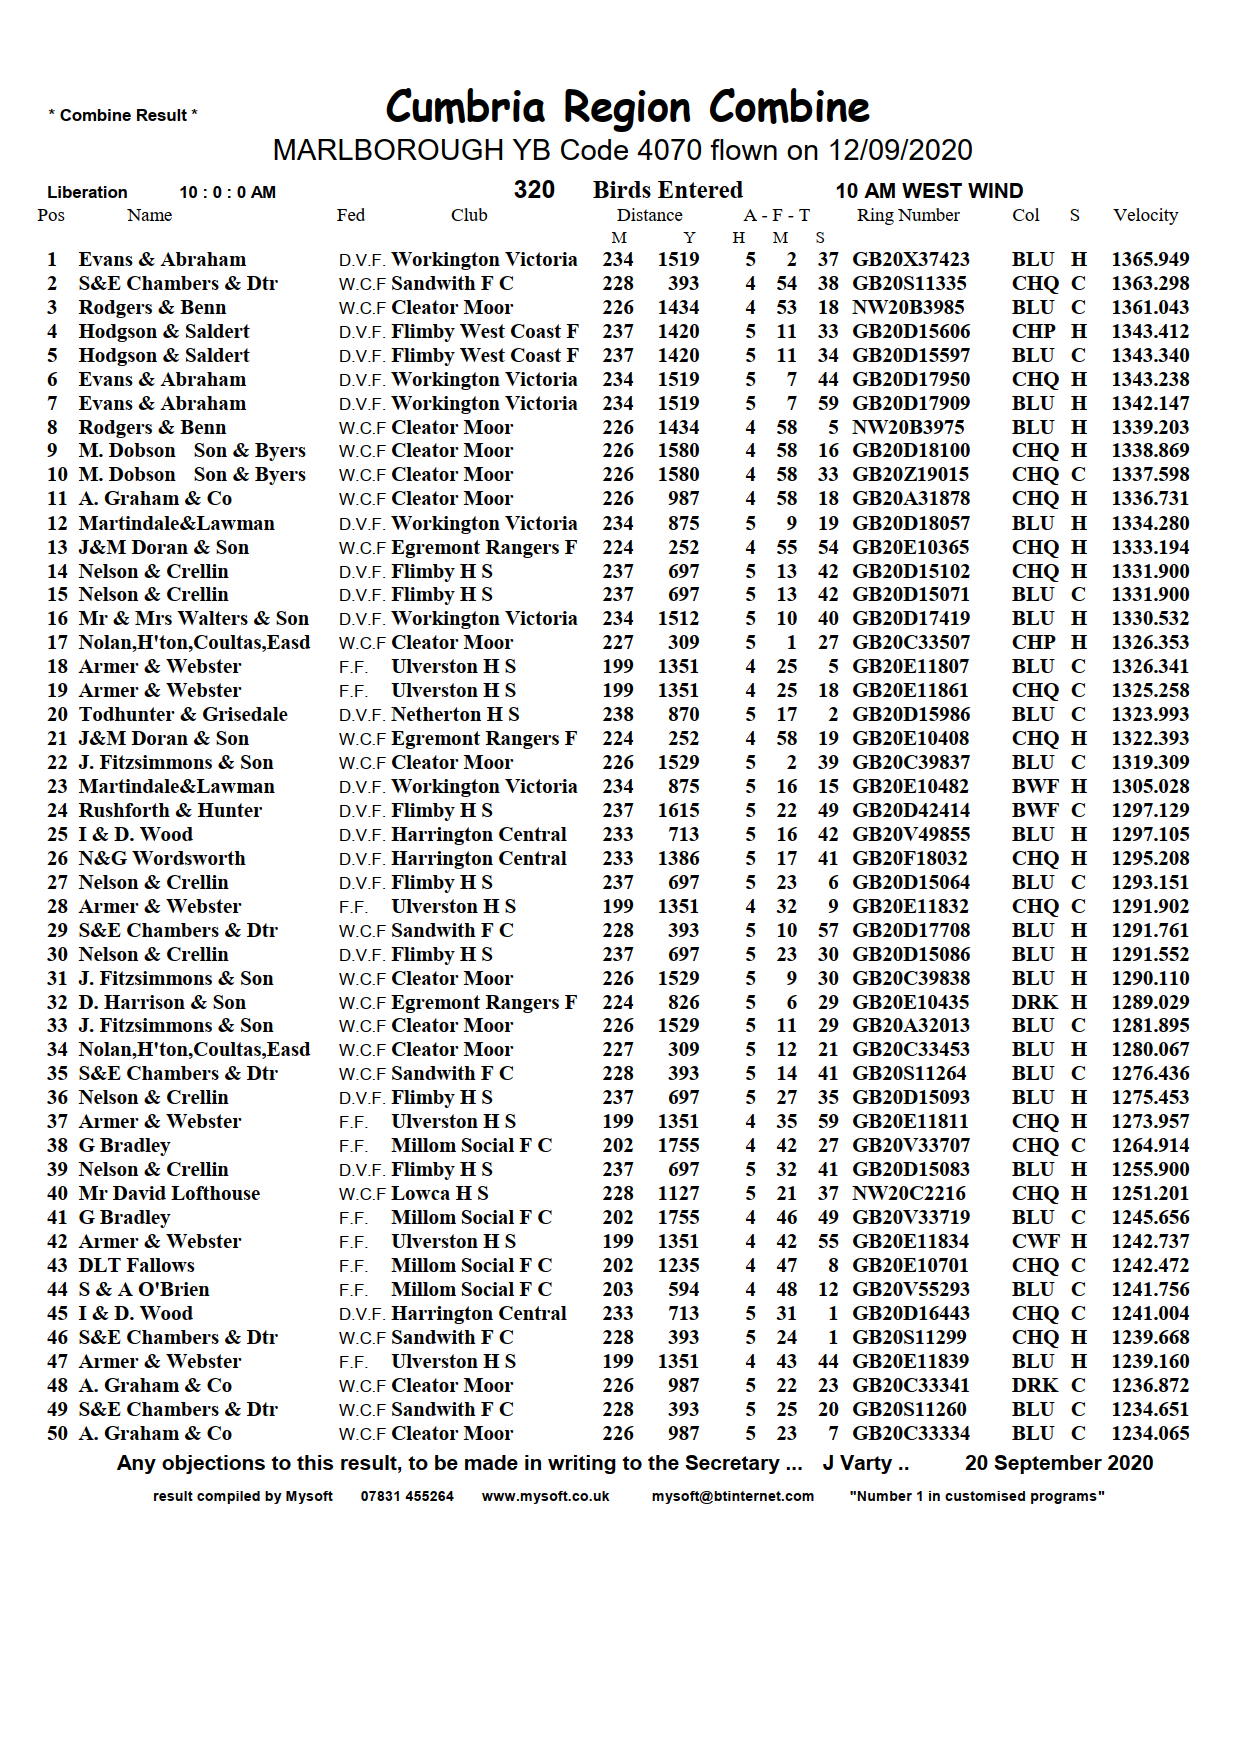 * Combine Result *
Cumbria Region Combine
MARLBOROUGH YB Code 4070 flown on 12/09/2020
Liberation 10 : 0 : 0 AM 320 Birds Entered 10 AM WEST WIND
Pos Name Fed Club Distance A - F - T Ring Number Col S Velocity
M Y H M S
1 Evans & Abraham D.V.F. Workington Victoria 234 1519 5 2 37 GB20X37423 BLU H 1365.949
2 S&E Chambers & Dtr W.C.F Sandwith F C 228 393 4 54 38 GB20S11335 CHQ C 1363.298
3 Rodgers & Benn W.C.F Cleator Moor 226 1434 4 53 18 NW20B3985 BLU C 1361.043
4 Hodgson & Saldert D.V.F. Flimby West Coast F 237 1420 5 11 33 GB20D15606 CHP H 1343.412
5 Hodgson & Saldert D.V.F. Flimby West Coast F 237 1420 5 11 34 GB20D15597 BLU C 1343.340
6 Evans & Abraham D.V.F. Workington Victoria 234 1519 5 7 44 GB20D17950 CHQ H 1343.238
7 Evans & Abraham D.V.F. Workington Victoria 234 1519 5 7 59 GB20D17909 BLU H 1342.147
8 Rodgers & Benn W.C.F Cleator Moor 226 1434 4 58 5 NW20B3975 BLU H 1339.203
9 M. Dobson Son & Byers W.C.F Cleator Moor 226 1580 4 58 16 GB20D18100 CHQ H 1338.869
10 M. Dobson Son & Byers W.C.F Cleator Moor 226 1580 4 58 33 GB20Z19015 CHQ C 1337.598
11 A. Graham & Co W.C.F Cleator Moor 226 987 4 58 18 GB20A31878 CHQ H 1336.731
12 Martindale&Lawman D.V.F. Workington Victoria 234 875 5 9 19 GB20D18057 BLU H 1334.280
13 J&M Doran & Son W.C.F Egremont Rangers F 224 252 4 55 54 GB20E10365 CHQ H 1333.194
14 Nelson & Crellin D.V.F. Flimby H S 237 697 5 13 42 GB20D15102 CHQ H 1331.900
15 Nelson & Crellin D.V.F. Flimby H S 237 697 5 13 42 GB20D15071 BLU C 1331.900
16 Mr & Mrs Walters & Son D.V.F. Workington Victoria 234 1512 5 10 40 GB20D17419 BLU H 1330.532
17 Nolan,H'ton,Coultas,Easd W.C.F Cleator Moor 227 309 5 1 27 GB20C33507 CHP H 1326.353
18 Armer & Webster F.F. Ulverston H S 199 1351 4 25 5 GB20E11807 BLU C 1326.341
19 Armer & Webster F.F. Ulverston H S 199 1351 4 25 18 GB20E11861 CHQ C 1325.258
20 Todhunter & Grisedale D.V.F. Netherton H S 238 870 5 17 2 GB20D15986 BLU C 1323.993
21 J&M Doran & Son W.C.F Egremont Rangers F 224 252 4 58 19 GB20E10408 CHQ H 1322.393
22 J. Fitzsimmons & Son W.C.F Cleator Moor 226 1529 5 2 39 GB20C39837 BLU C 1319.309
23 Martindale&Lawman D.V.F. Workington Victoria 234 875 5 16 15 GB20E10482 BWF H 1305.028
24 Rushforth & Hunter D.V.F. Flimby H S 237 1615 5 22 49 GB20D42414 BWF C 1297.129
25 I & D. Wood D.V.F. Harrington Central 233 713 5 16 42 GB20V49855 BLU H 1297.105
26 N&G Wordsworth D.V.F. Harrington Central 233 1386 5 17 41 GB20F18032 CHQ H 1295.208
27 Nelson & Crellin D.V.F. Flimby H S 237 697 5 23 6 GB20D15064 BLU C 1293.151
28 Armer & Webster F.F. Ulverston H S 199 1351 4 32 9 GB20E11832 CHQ C 1291.902
29 S&E Chambers & Dtr W.C.F Sandwith F C 228 393 5 10 57 GB20D17708 BLU H 1291.761
30 Nelson & Crellin D.V.F. Flimby H S 237 697 5 23 30 GB20D15086 BLU H 1291.552
31 J. Fitzsimmons & Son W.C.F Cleator Moor 226 1529 5 9 30 GB20C39838 BLU H 1290.110
32 D. Harrison & Son W.C.F Egremont Rangers F 224 826 5 6 29 GB20E10435 DRK H 1289.029
33 J. Fitzsimmons & Son W.C.F Cleator Moor 226 1529 5 11 29 GB20A32013 BLU C 1281.895
34 Nolan,H'ton,Coultas,Easd W.C.F Cleator Moor 227 309 5 12 21 GB20C33453 BLU H 1280.067
35 S&E Chambers & Dtr W.C.F Sandwith F C 228 393 5 14 41 GB20S11264 BLU C 1276.436
36 Nelson & Crellin D.V.F. Flimby H S 237 697 5 27 35 GB20D15093 BLU H 1275.453
37 Armer & Webster F.F. Ulverston H S 199 1351 4 35 59 GB20E11811 CHQ H 1273.957
38 G Bradley F.F. Millom Social F C 202 1755 4 42 27 GB20V33707 CHQ C 1264.914
39 Nelson & Crellin D.V.F. Flimby H S 237 697 5 32 41 GB20D15083 BLU H 1255.900
40 Mr David Lofthouse W.C.F Lowca H S 228 1127 5 21 37 NW20C2216 CHQ H 1251.201
41 G Bradley F.F. Millom Social F C 202 1755 4 46 49 GB20V33719 BLU C 1245.656
42 Armer & Webster F.F. Ulverston H S 199 1351 4 42 55 GB20E11834 CWF H 1242.737
43 DLT Fallows F.F. Millom Social F C 202 1235 4 47 8 GB20E10701 CHQ C 1242.472
44 S & A O'Brien F.F. Millom Social F C 203 594 4 48 12 GB20V55293 BLU C 1241.756
45 I & D. Wood D.V.F. Harrington Central 233 713 5 31 1 GB20D16443 CHQ C 1241.004
46 S&E Chambers & Dtr W.C.F Sandwith F C 228 393 5 24 1 GB20S11299 CHQ H 1239.668
47 Armer & Webster F.F. Ulverston H S 199 1351 4 43 44 GB20E11839 BLU H 1239.160
48 A. Graham & Co W.C.F Cleator Moor 226 987 5 22 23 GB20C33341 DRK C 1236.872
49 S&E Chambers & Dtr W.C.F Sandwith F C 228 393 5 25 20 GB20S11260 BLU C 1234.651
50 A. Graham & Co W.C.F Cleator Moor 226 987 5 23 7 GB20C33334 BLU C 1234.065
Any objections to this result, to be made in writing to the Secretary ... J Varty .. 20 September 2020
result compiled by Mysoft 07831 455264 www.mysoft.co.uk mysoft@btinternet.com "Number 1 in customised programs"